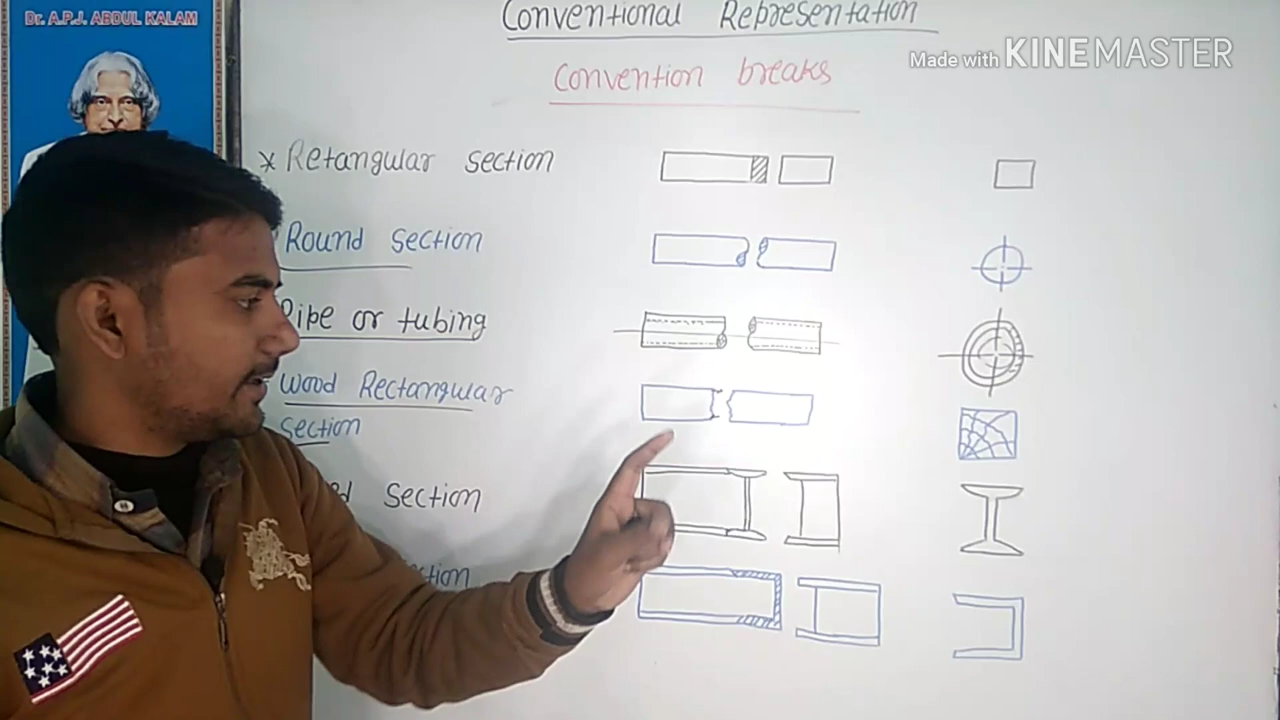 Dr. A.P.J. ABDUL KALAM
Conventional Representation
Made with KINEMASTER
Convention breaks
* Retangular section
Round section
Pipe or tubing
Wood Rectangular
section
section